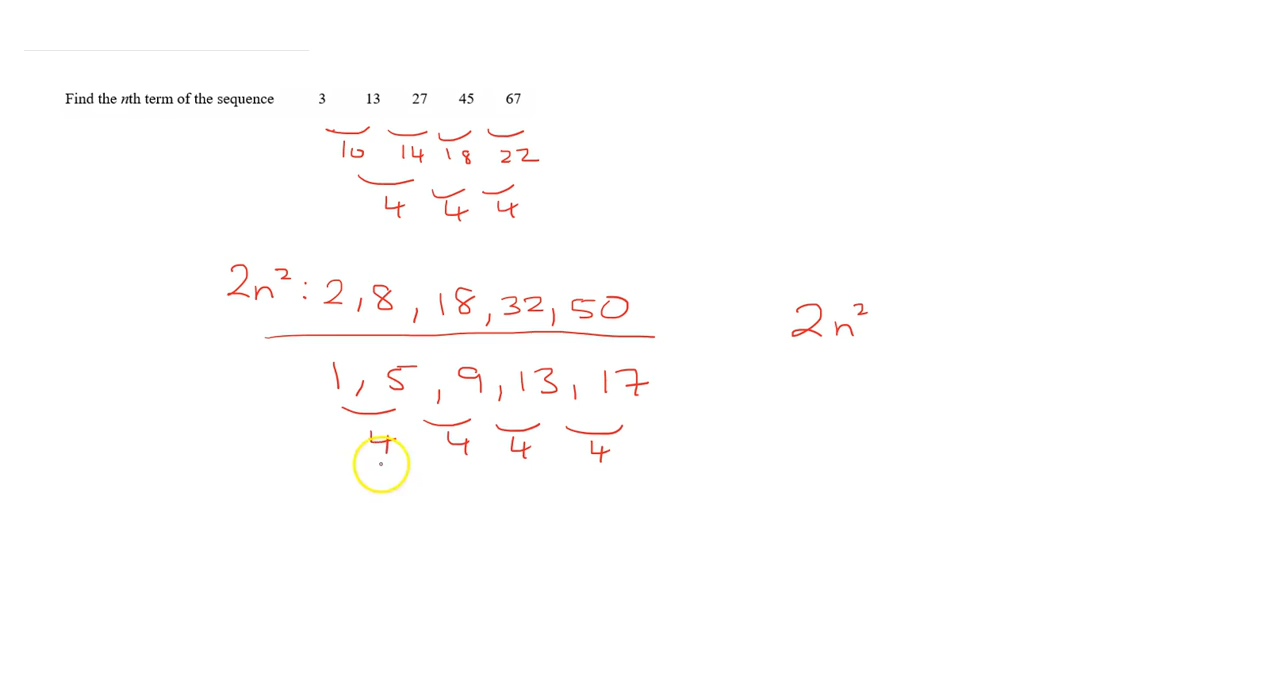 Find the nth term of the sequence 3 13 27 45 67
10 14 18 22
4 4 4
2n² : 2, 8, 18, 32, 50
2n²
1, 5, 9, 13, 17
4 4 4 4